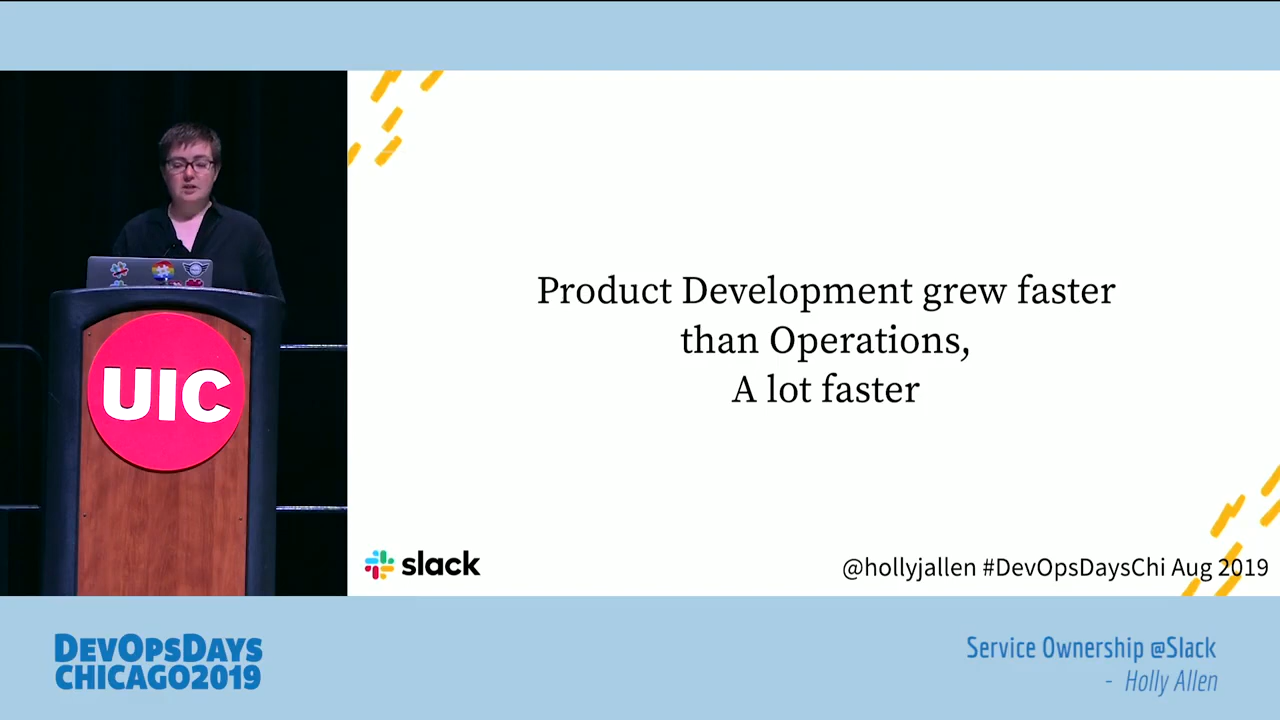 Product Development grew faster
than Operations,
A lot faster
UIC
slack
@hollyjallen #DevOpsDaysChi Aug 2019
DEVOPSDAYS
CHICAGO2019
Service Ownership @Slack
- Holly Allen